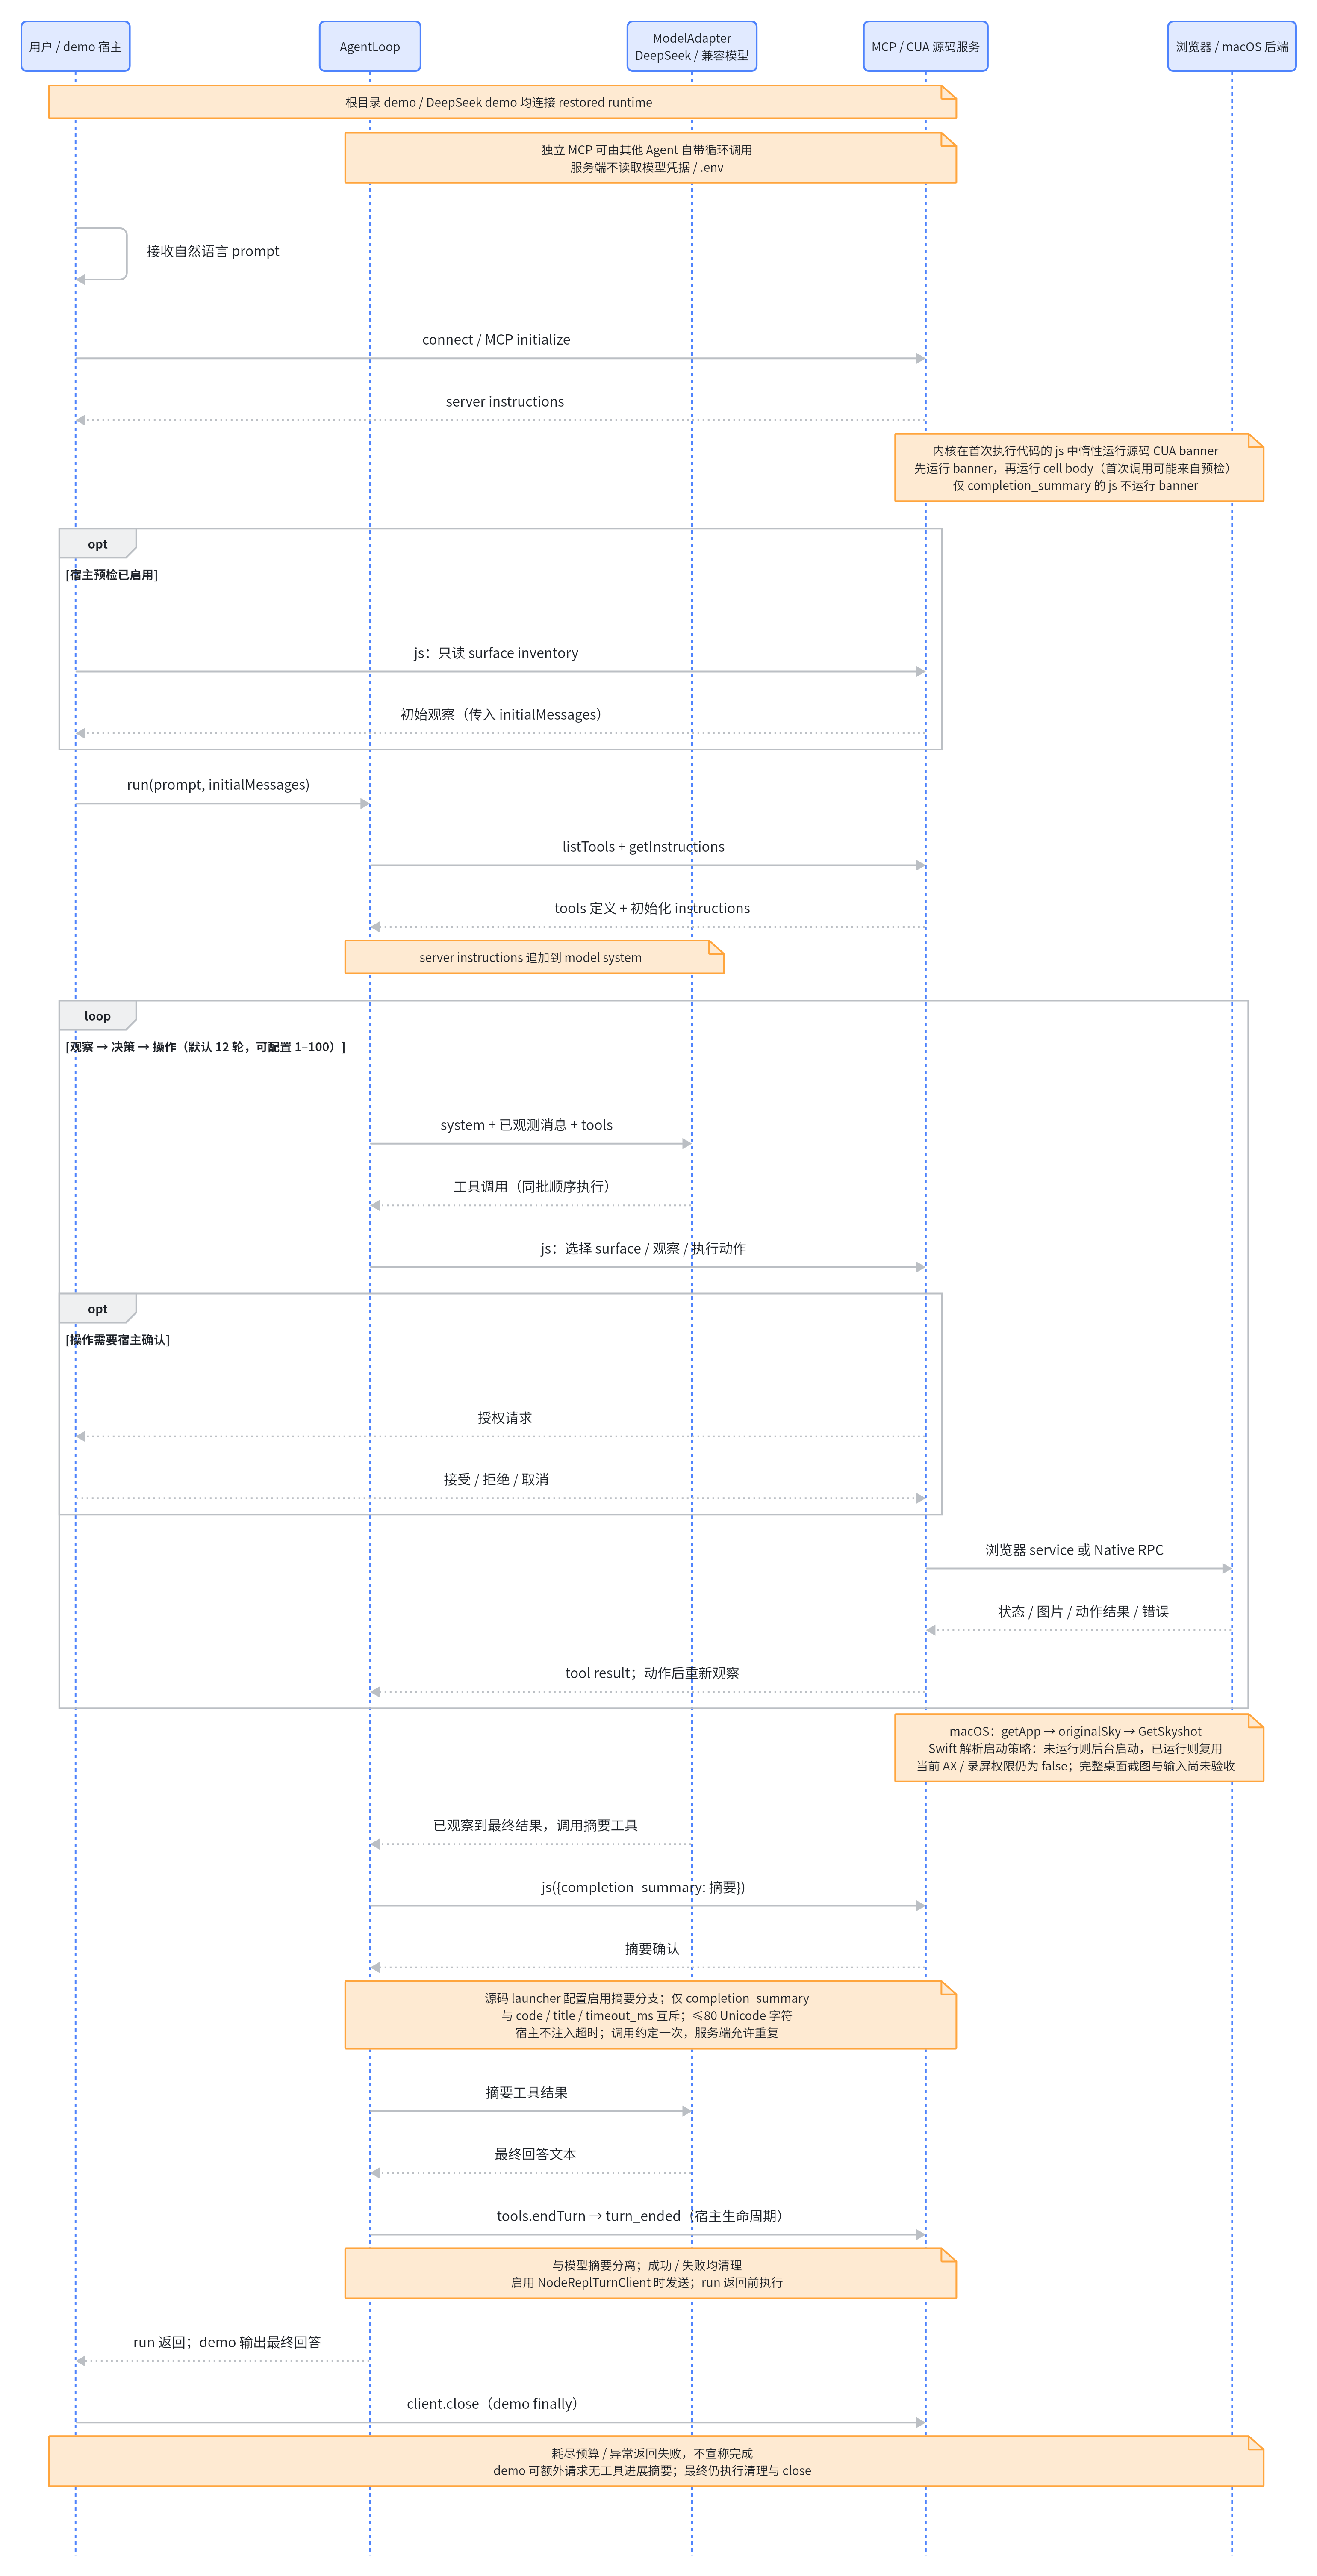 用户 / demo 宿主
AgentLoop
ModelAdapter
DeepSeek / 兼容模型
MCP / CUA 源码服务
浏览器 / macOS 后端
根目录 demo / DeepSeek demo 均连接 restored runtime
独立 MCP 可由其他 Agent 自带循环调用
服务端不读取模型凭据 / .env
接收自然语言 prompt
connect / MCP initialize
server instructions
内核在首次执行代码的 js 中惰性运行源码 CUA banner
先运行 banner，再运行 cell body（首次调用可能来自预检）
仅 completion_summary 的 js 不运行 banner
opt
[宿主预检已启用]
js：只读 surface inventory
初始观察（传入 initialMessages）
run(prompt, initialMessages)
listTools + getInstructions
tools 定义 + 初始化 instructions
server instructions 追加到 model system
loop
[观察 → 决策 → 操作（默认 12 轮，可配置 1–100）]
system + 已观测消息 + tools
工具调用（同批顺序执行）
js：选择 surface / 观察 / 执行动作
opt
[操作需要宿主确认]
授权请求
接受 / 拒绝 / 取消
浏览器 service 或 Native RPC
状态 / 图片 / 动作结果 / 错误
tool result；动作后重新观察
macOS：getApp → originalSky → GetSkyshot
Swift 解析启动策略：未运行则后台启动，已运行则复用
当前 AX / 录屏权限仍为 false；完整桌面截图与输入尚未验收
已观察到最终结果，调用摘要工具
js({completion_summary: 摘要})
摘要确认
源码 launcher 配置启用摘要分支；仅 completion_summary
与 code / title / timeout_ms 互斥；≤80 Unicode 字符
宿主不注入超时；调用约定一次，服务端允许重复
摘要工具结果
最终回答文本
tools.endTurn → turn_ended（宿主生命周期）
与模型摘要分离；成功 / 失败均清理
启用 NodeReplTurnClient 时发送；run 返回前执行
run 返回；demo 输出最终回答
client.close（demo finally）
耗尽预算 / 异常返回失败，不宣称完成
demo 可额外请求无工具进展摘要；最终仍执行清理与 close